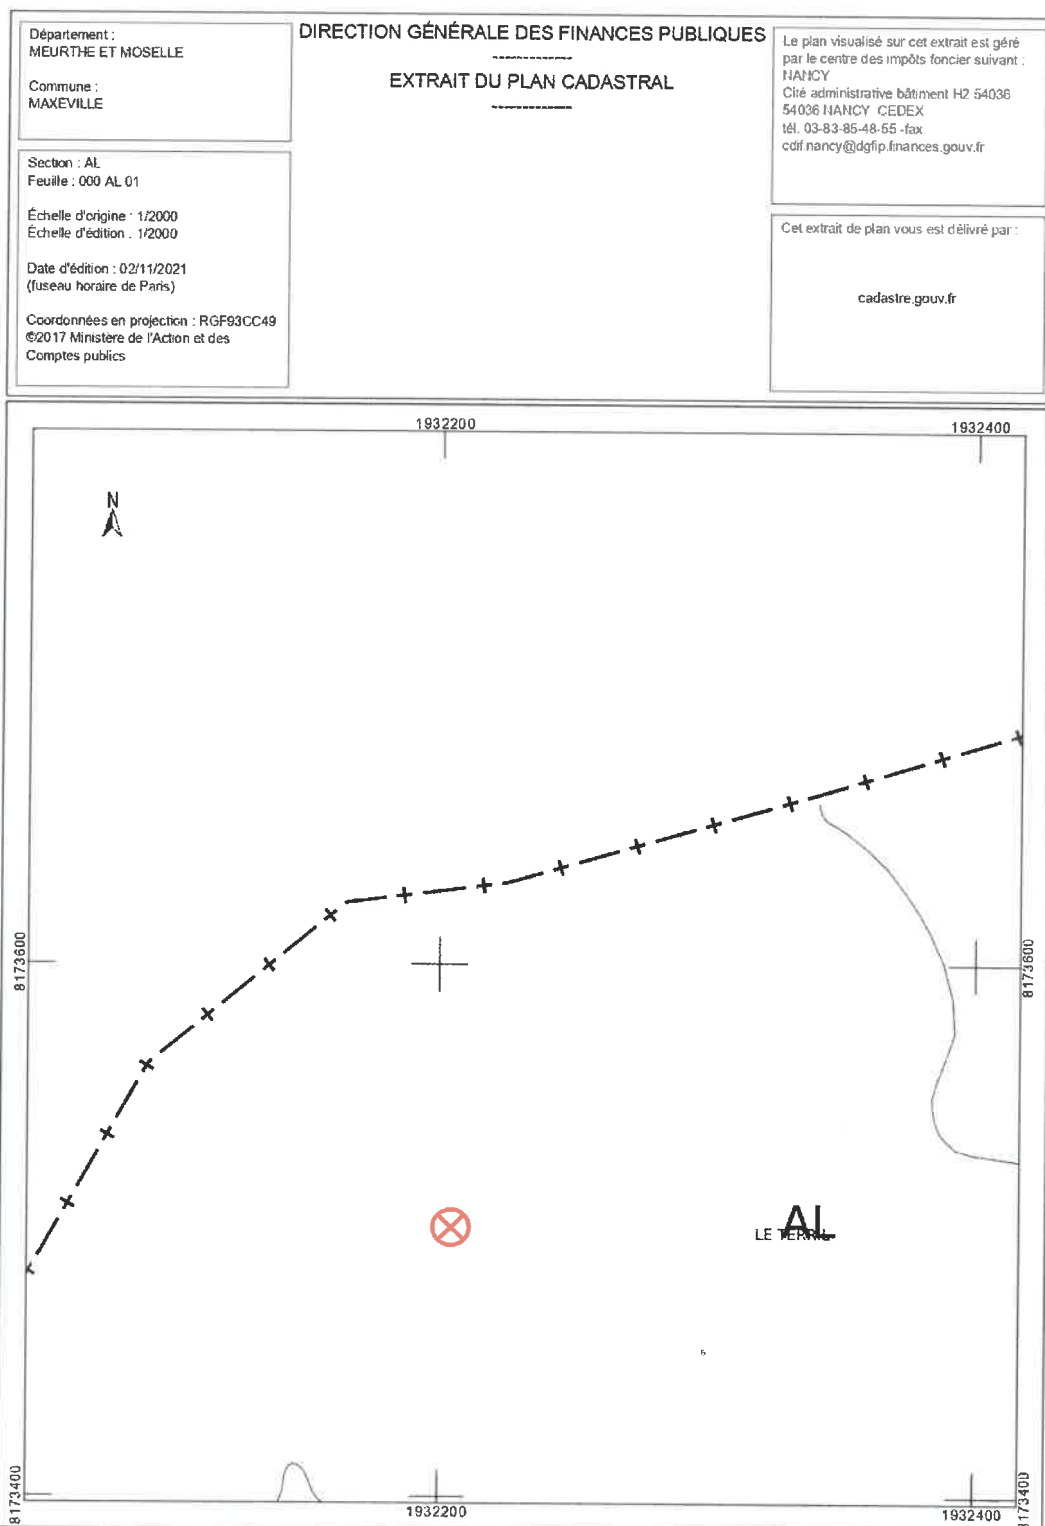 Département :
MEURTHE ET MOSELLE
Commune :
MAXEVILLE
Section : AL
Feuille : 000 AL 01
Échelle d'origine : 1/2000
Échelle d'édition : 1/2000
Date d'édition : 02/11/2021
(fuseau horaire de Paris)
Coordonnées en projection : RGF93CC49
©2017 Ministère de l'Action et des
Comptes publics
DIRECTION GÉNÉRALE DES FINANCES PUBLIQUES
EXTRAIT DU PLAN CADASTRAL
Le plan visualisé sur cet extrait est géré
par le centre des impôts foncier suivant :
NANCY
Cité administrative bâtiment H2 54036
54036 NANCY CEDEX
tél. 03-83-85-48-55 -fax
cdif.nancy@dgfip.finances.gouv.fr
Cet extrait de plan vous est délivré par :
cadastre.gouv.fr
1932200
1932400
N
8173600
8173600
AL
LE TERRIL
8173400
1932200
1932400
8173400